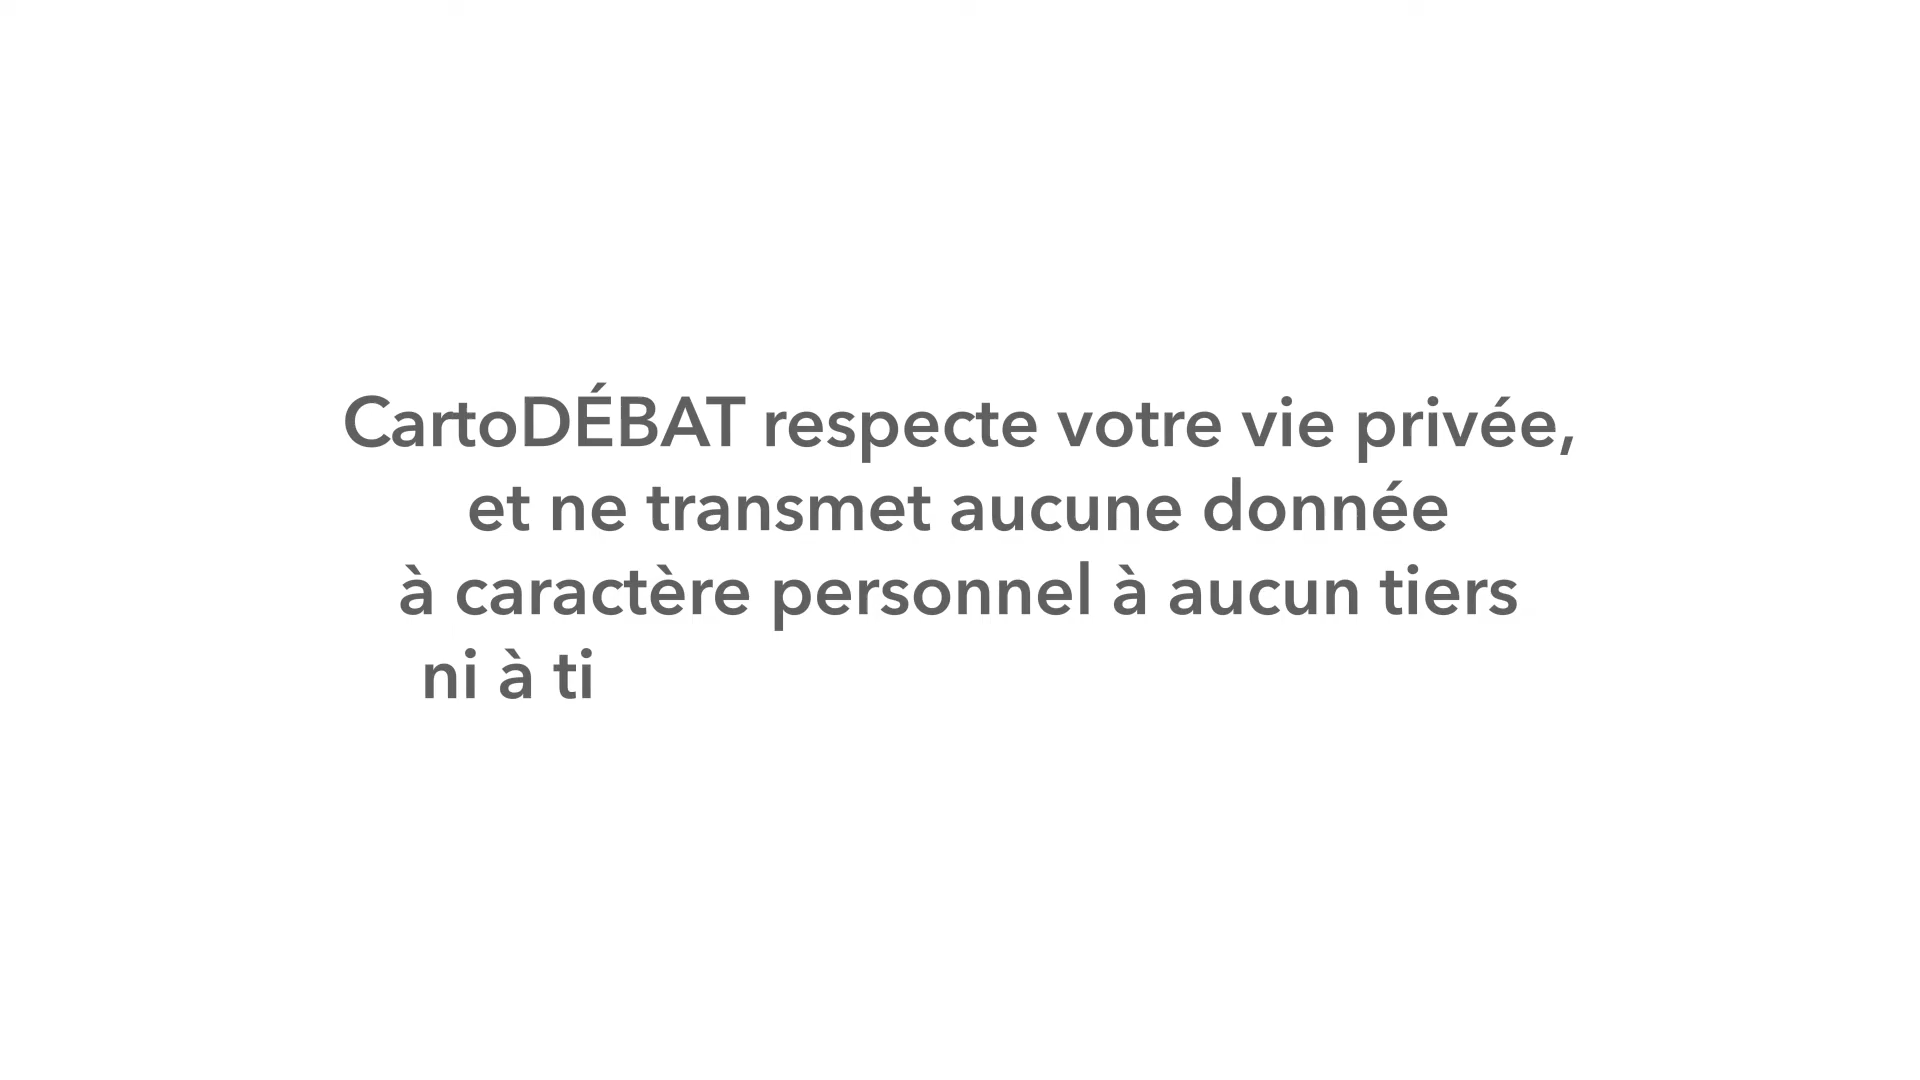 CartoDÉBAT respecte votre vie privée,
et ne transmet aucune donnée
à caractère personnel à aucun tiers
ni à ti